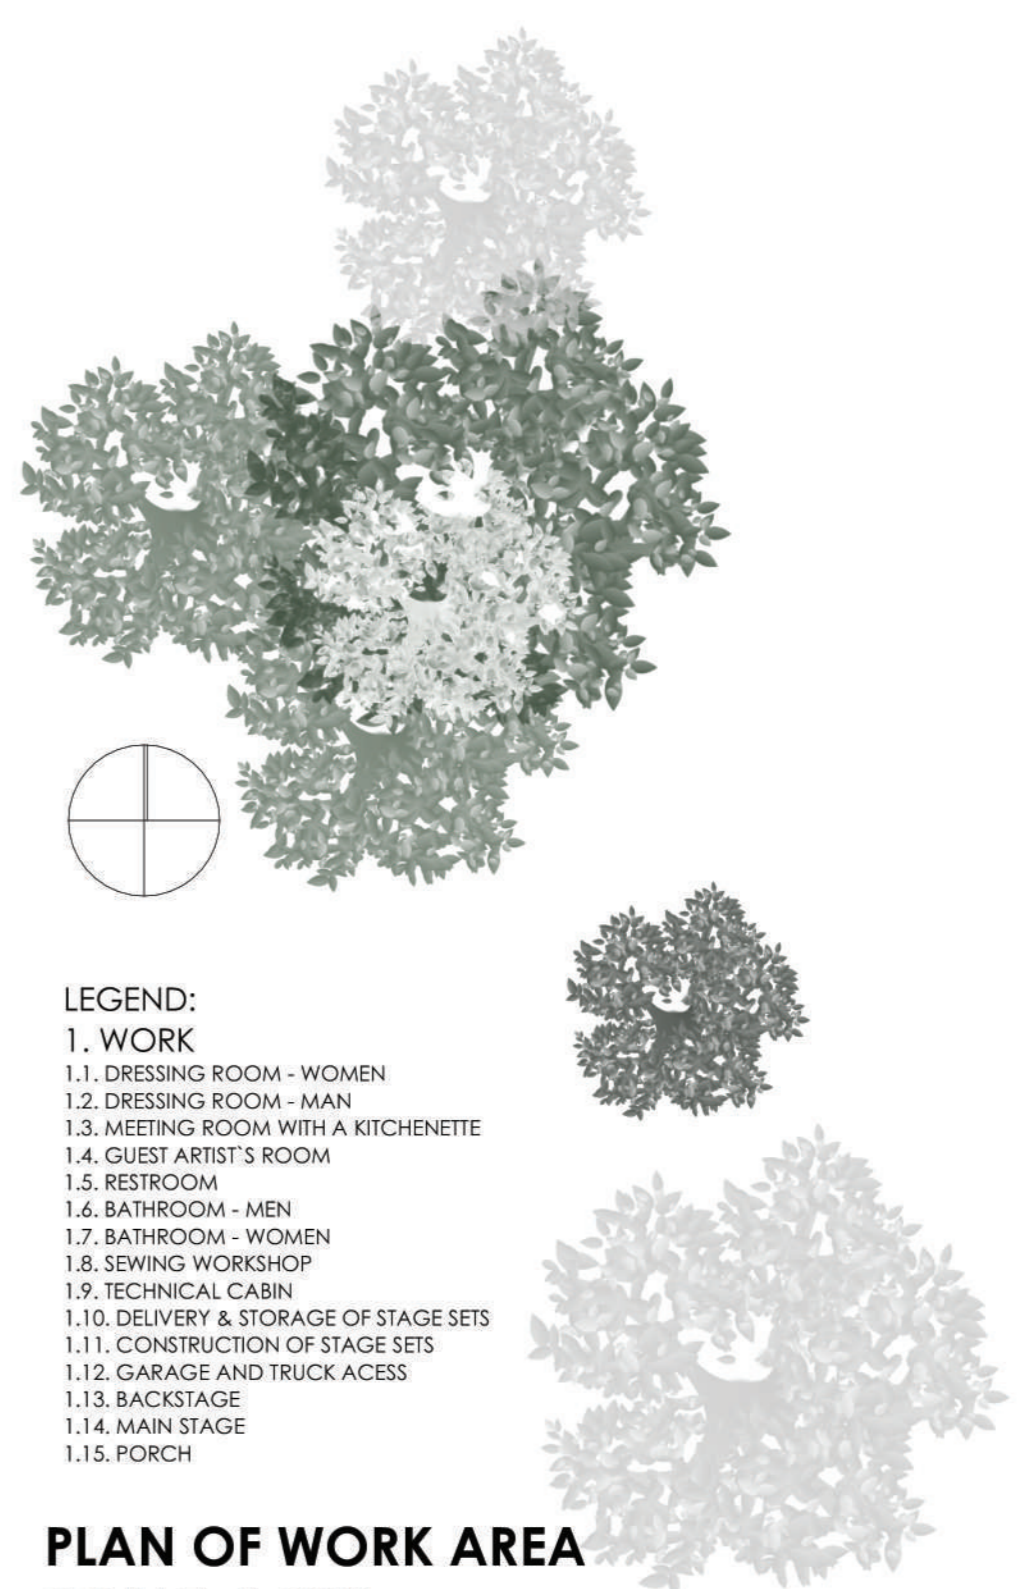 LEGEND:
1. WORK
1.1. DRESSING ROOM - WOMEN
1.2. DRESSING ROOM - MAN
1.3. MEETING ROOM WITH A KITCHENETTE
1.4. GUEST ARTIST`S ROOM
1.5. RESTROOM
1.6. BATHROOM - MEN
1.7. BATHROOM - WOMEN
1.8. SEWING WORKSHOP
1.9. TECHNICAL CABIN
1.10. DELIVERY & STORAGE OF STAGE SETS
1.11. CONSTRUCTION OF STAGE SETS
1.12. GARAGE AND TRUCK ACESS
1.13. BACKSTAGE
1.14. MAIN STAGE
1.15. PORCH
PLAN OF WORK AREA